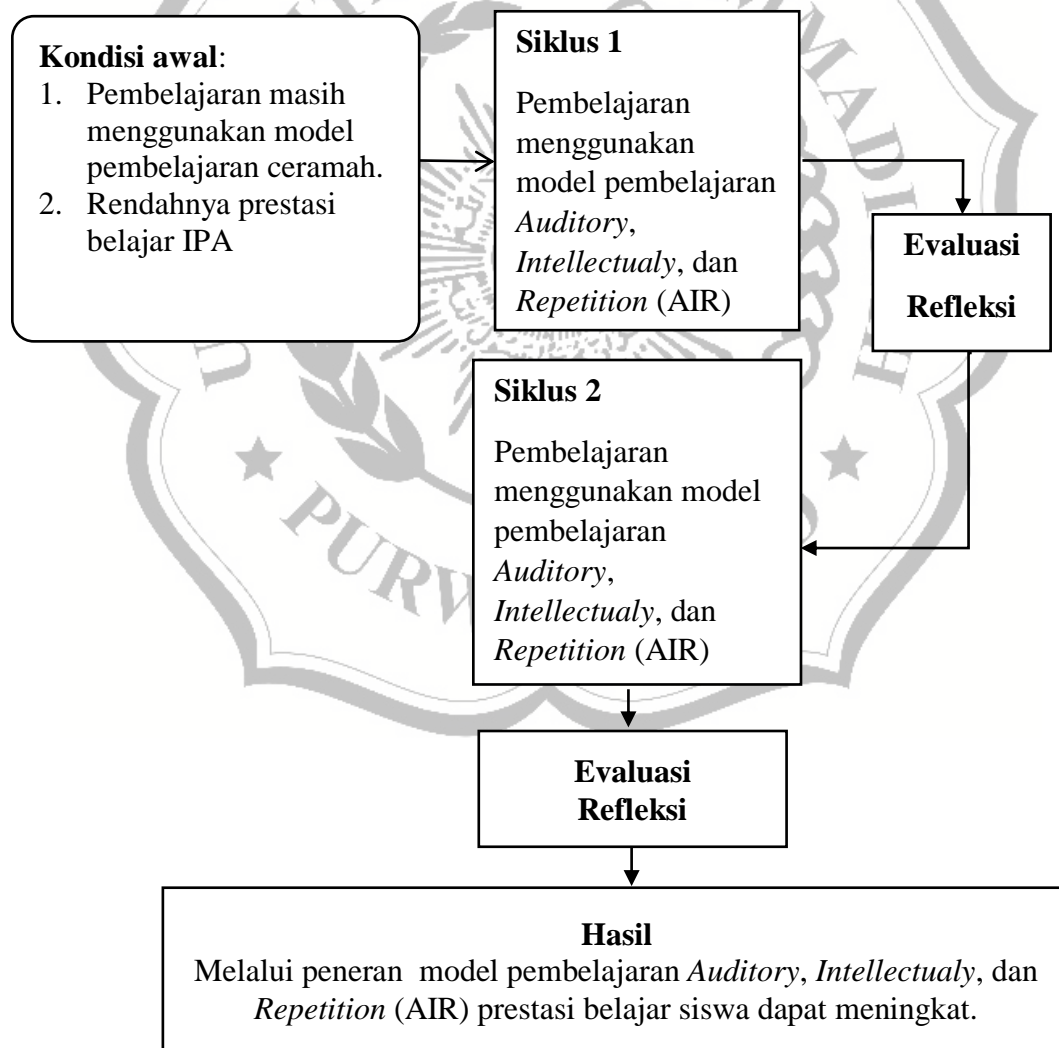 Kondisi awal:
1. Pembelajaran masih
menggunakan model
pembelajaran ceramah.
2. Rendahnya prestasi
belajar IPA
Siklus 1
Pembelajaran
menggunakan
model pembelajaran
Auditory,
Intellectualy, dan
Repetition (AIR)
Evaluasi
Refleksi
Siklus 2
Pembelajaran
menggunakan model
pembelajaran
Auditory,
Intellectualy, dan
Repetition (AIR)
Evaluasi
Refleksi
Hasil
Melalui peneran model pembelajaran Auditory, Intellectualy, dan
Repetition (AIR) prestasi belajar siswa dapat meningkat.